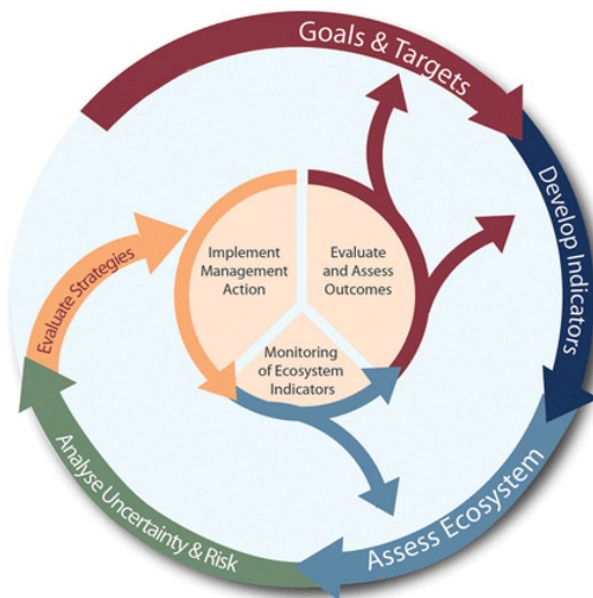 Goals & Targets
Develop Indicators
Assess Ecosystem
Analyse Uncertainty & Risk
Evaluate Strategies
Implement
Management
Action
Evaluate
and Assess
Outcomes
Monitoring
of Ecosystem
Indicators